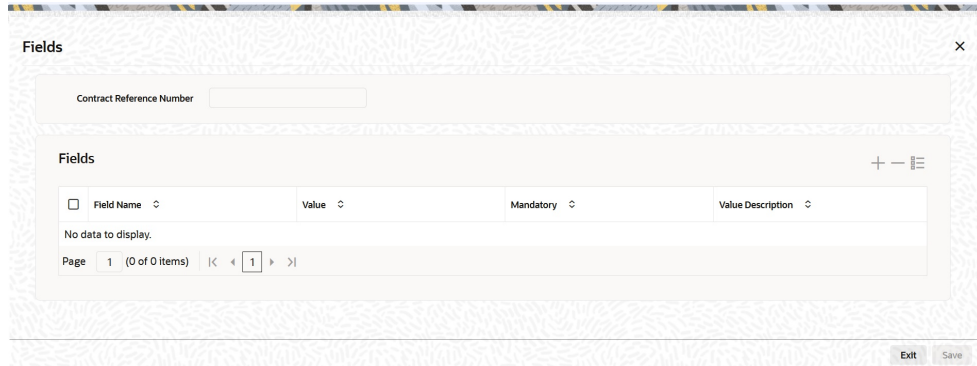 Fields
Contract Reference Number
Fields
Field Name Value Mandatory Value Description
No data to display.
Page 1 (0 of 0 items) 1
Exit Save